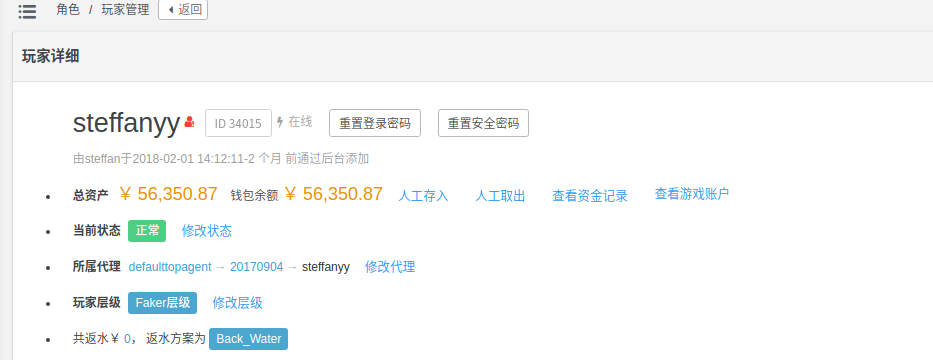 角色 / 玩家管理 返回
玩家详细
steffanyy ID 34015 在线 重置登录密码 重置安全密码
由steffan于2018-02-01 14:12:11-2 个月 前通过后台添加
总资产 ￥ 56,350.87 钱包余额 ￥ 56,350.87 人工存入 人工取出 查看资金记录 查看游戏账户
当前状态 正常 修改状态
所属代理 defaulttopagent → 20170904 → steffanyy 修改代理
玩家层级 Faker层级 修改层级
共返水￥ 0， 返水方案为 Back_Water